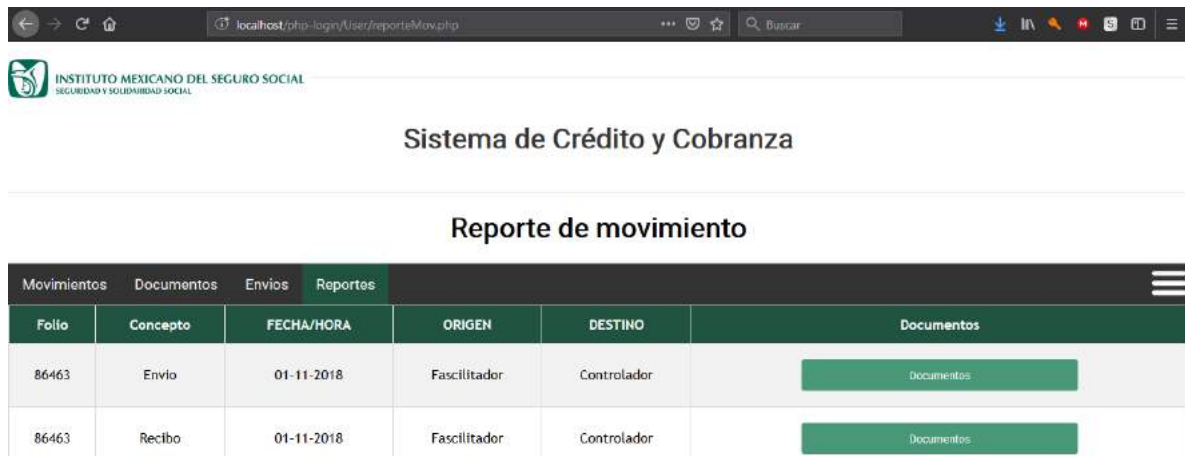 localhost/php-login/User/reporteMov.php ··· Buscar
INSTITUTO MEXICANO DEL SEGURO SOCIAL
SEGURIDAD Y SOLIDARIDAD SOCIAL
Sistema de Crédito y Cobranza
Reporte de movimiento
Movimientos Documentos Envios Reportes
Folio Concepto FECHA/HORA ORIGEN DESTINO Documentos
86463 Envio 01-11-2018 Fascilitador Controlador Documentos
86463 Recibo 01-11-2018 Fascilitador Controlador Documentos